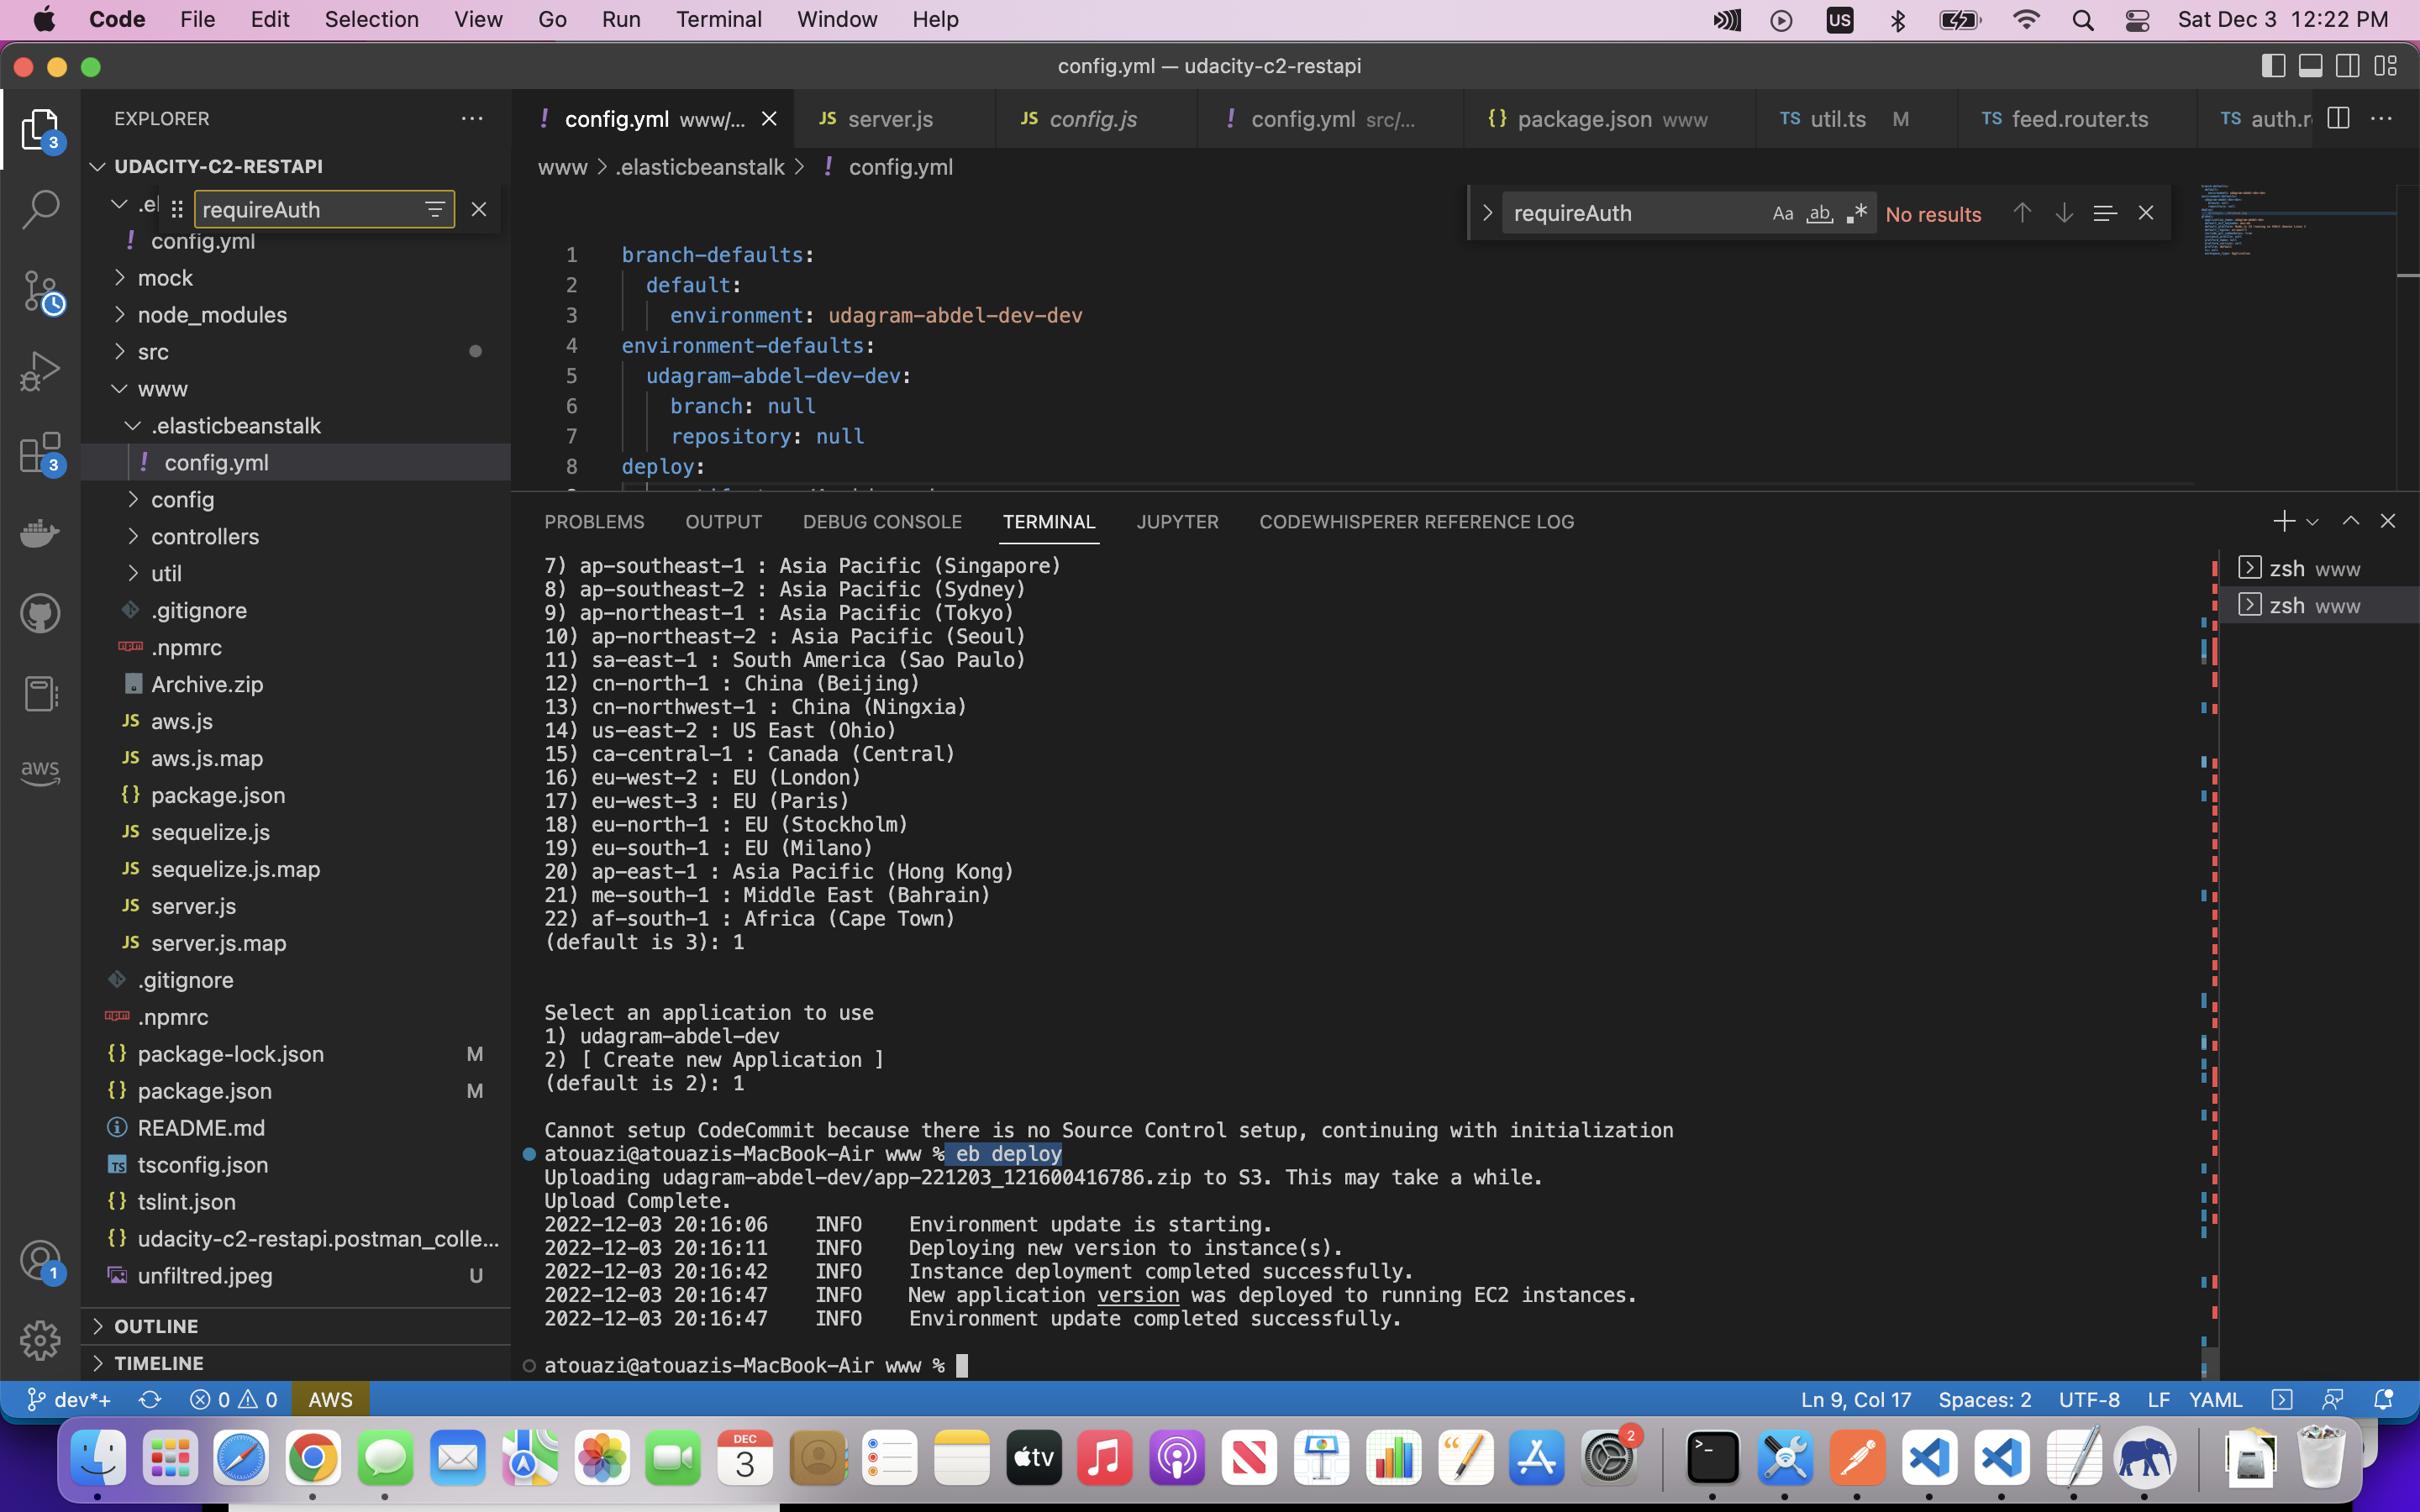 Code File Edit Selection View Go Run Terminal Window Help US Sat Dec 3 12:22 PM
config.yml — udacity-c2-restapi
EXPLORER
config.yml www/...
JS server.js
JS config.js
config.yml src/...
{} package.json www
TS util.ts M
TS feed.router.ts
TS auth.r
3
UDACITY-C2-RESTAPI
www > .elasticbeanstalk > ! config.yml
.el
requireAuth
requireAuth
Aa ab .* No results
config.yml
mock
node_modules
src
www
.elasticbeanstalk
config.yml
3
config
controllers
util
.gitignore
.npmrc
Archive.zip
JS aws.js
JS aws.js.map
aws
{} package.json
JS sequelize.js
JS sequelize.js.map
JS server.js
JS server.js.map
.gitignore
.npmrc
{} package-lock.json M
{} package.json M
README.md
TS tsconfig.json
{} tslint.json
{} udacity-c2-restapi.postman_colle...
unfiltred.jpeg U
1
OUTLINE
TIMELINE
1 branch-defaults:
2 default:
3 environment: udagram-abdel-dev-dev
4 environment-defaults:
5 udagram-abdel-dev-dev:
6 branch: null
7 repository: null
8 deploy:
PROBLEMS OUTPUT DEBUG CONSOLE TERMINAL JUPYTER CODEWHISPERER REFERENCE LOG
zsh www
zsh www
7) ap-southeast-1 : Asia Pacific (Singapore)
8) ap-southeast-2 : Asia Pacific (Sydney)
9) ap-northeast-1 : Asia Pacific (Tokyo)
10) ap-northeast-2 : Asia Pacific (Seoul)
11) sa-east-1 : South America (Sao Paulo)
12) cn-north-1 : China (Beijing)
13) cn-northwest-1 : China (Ningxia)
14) us-east-2 : US East (Ohio)
15) ca-central-1 : Canada (Central)
16) eu-west-2 : EU (London)
17) eu-west-3 : EU (Paris)
18) eu-north-1 : EU (Stockholm)
19) eu-south-1 : EU (Milano)
20) ap-east-1 : Asia Pacific (Hong Kong)
21) me-south-1 : Middle East (Bahrain)
22) af-south-1 : Africa (Cape Town)
(default is 3): 1
Select an application to use
1) udagram-abdel-dev
2) [ Create new Application ]
(default is 2): 1
Cannot setup CodeCommit because there is no Source Control setup, continuing with initialization
atouazi@atouazis-MacBook-Air www % eb deploy
Uploading udagram-abdel-dev/app-221203_121600416786.zip to S3. This may take a while.
Upload Complete.
2022-12-03 20:16:06 INFO Environment update is starting.
2022-12-03 20:16:11 INFO Deploying new version to instance(s).
2022-12-03 20:16:42 INFO Instance deployment completed successfully.
2022-12-03 20:16:47 INFO New application version was deployed to running EC2 instances.
2022-12-03 20:16:47 INFO Environment update completed successfully.
atouazi@atouazis-MacBook-Air www %
dev*+ 0 0 AWS Ln 9, Col 17 Spaces: 2 UTF-8 LF YAML
DEC
3
tv
2